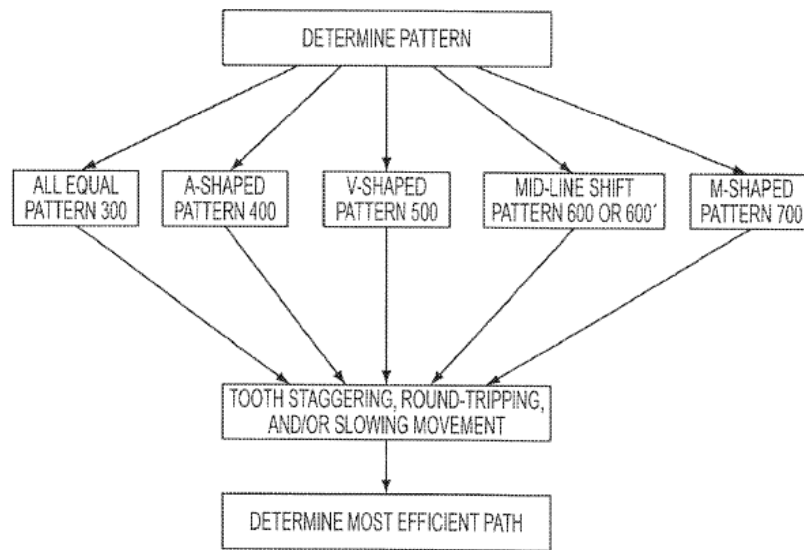 DETERMINE PATTERN
ALL EQUAL
PATTERN 300
A-SHAPED
PATTERN 400
V-SHAPED
PATTERN 500
MID-LINE SHIFT
PATTERN 600 OR 600´
M-SHAPED
PATTERN 700
TOOTH STAGGERING, ROUND-TRIPPING,
AND/OR SLOWING MOVEMENT
DETERMINE MOST EFFICIENT PATH